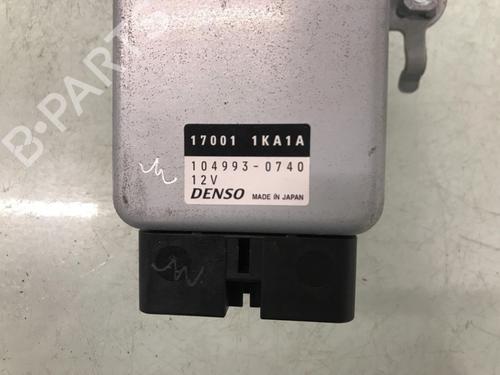 B-PARTS
17001 1KA1A
104993-0740
12V
DENSO MADE IN JAPAN